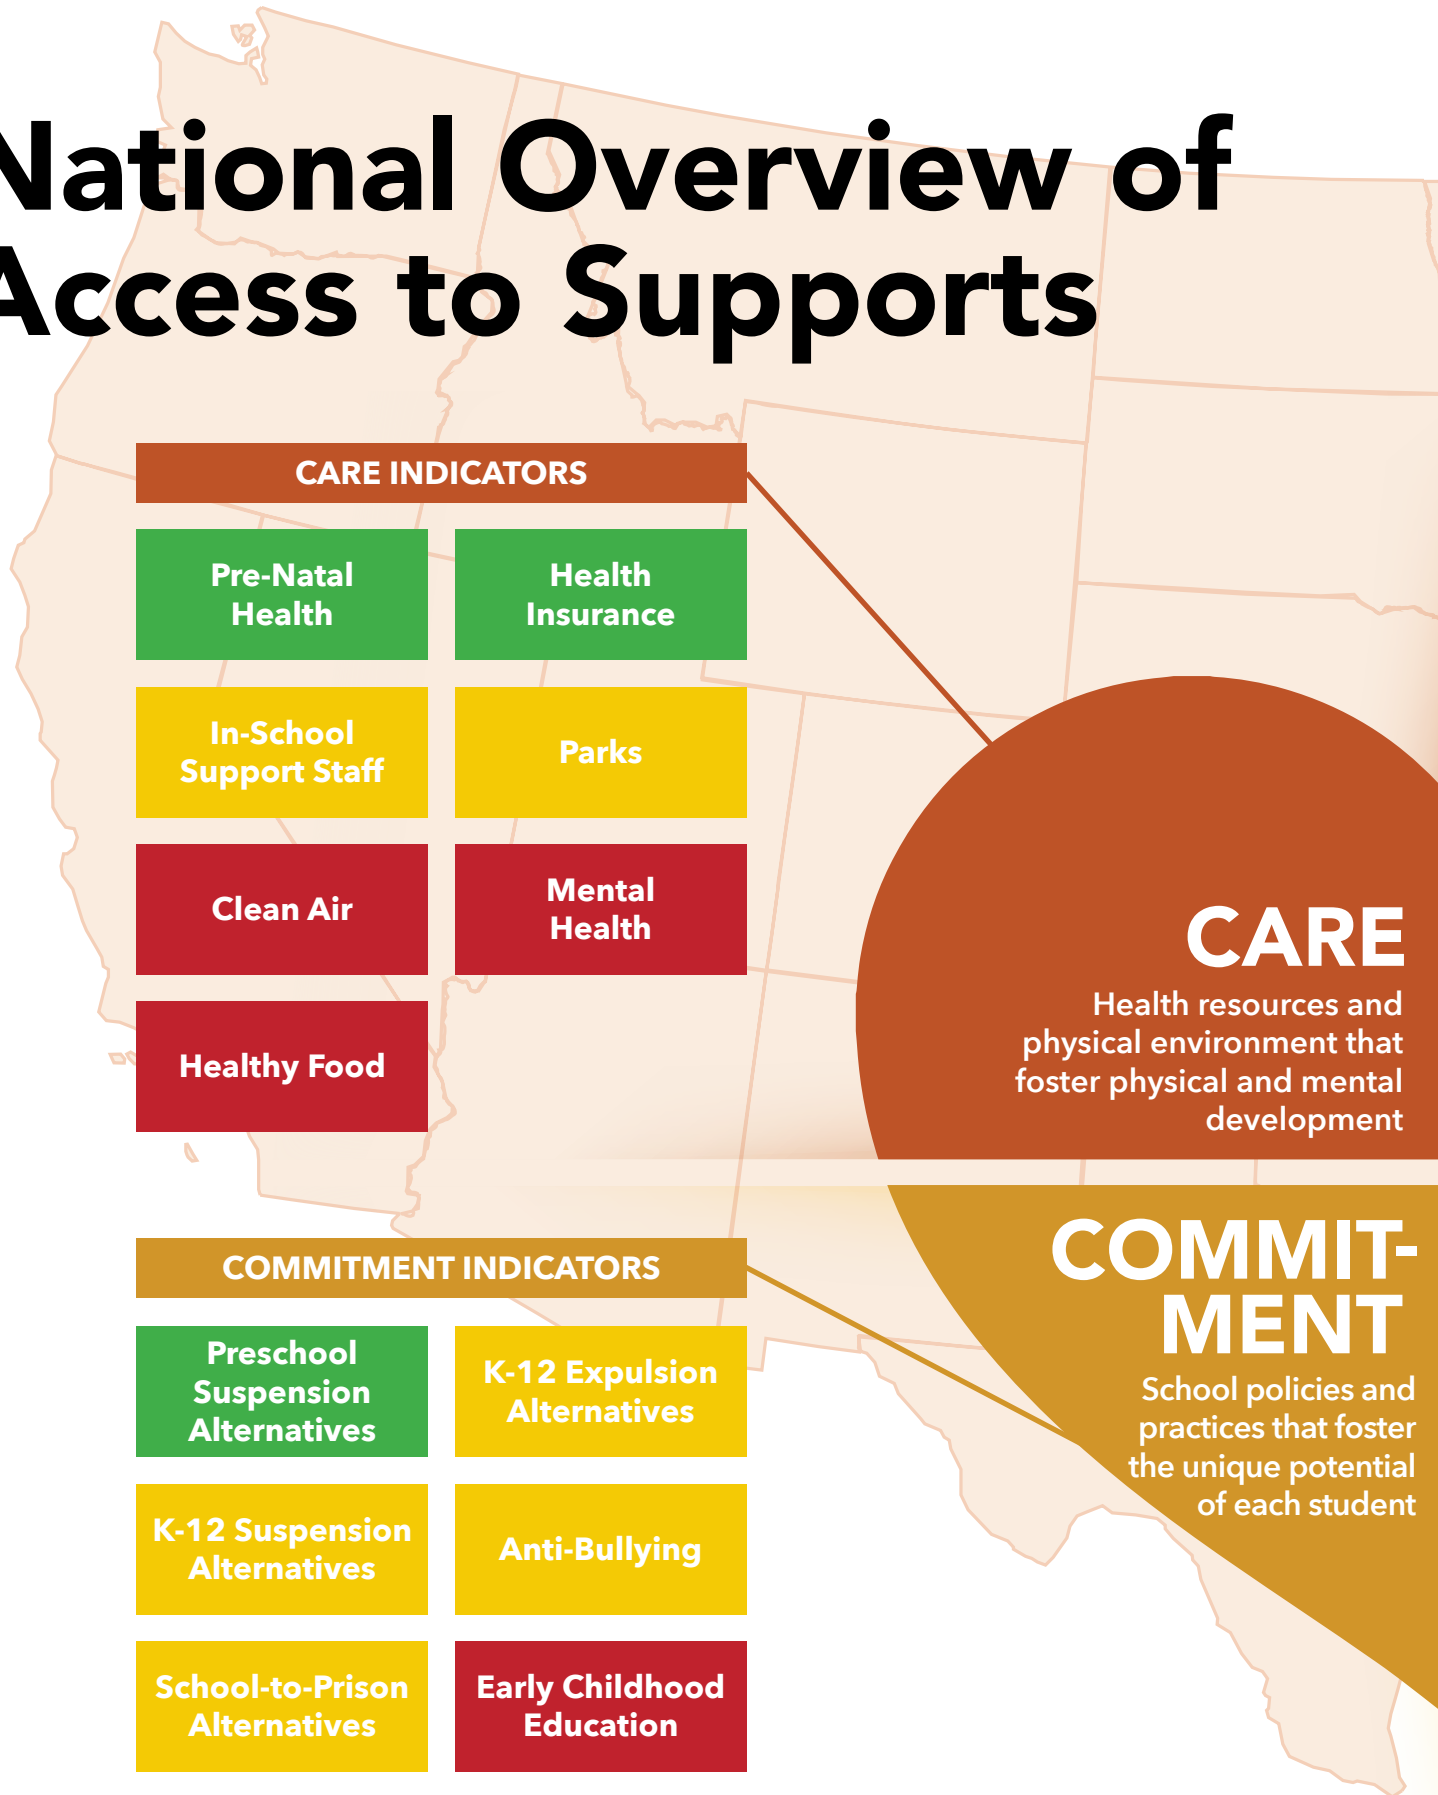 National Overview of
Access to Supports
CARE INDICATORS
Pre-Natal
Health
Health
Insurance
In-School
Support Staff
Parks
Clean Air
Mental
Health
Healthy Food
CARE
Health resources and
physical environment that
foster physical and mental
development
COMMITMENT INDICATORS
Preschool
Suspension
Alternatives
K-12 Expulsion
Alternatives
K-12 Suspension
Alternatives
Anti-Bullying
School-to-Prison
Alternatives
Early Childhood
Education
COMMIT-
MENT
School policies and
practices that foster
the unique potential
of each student